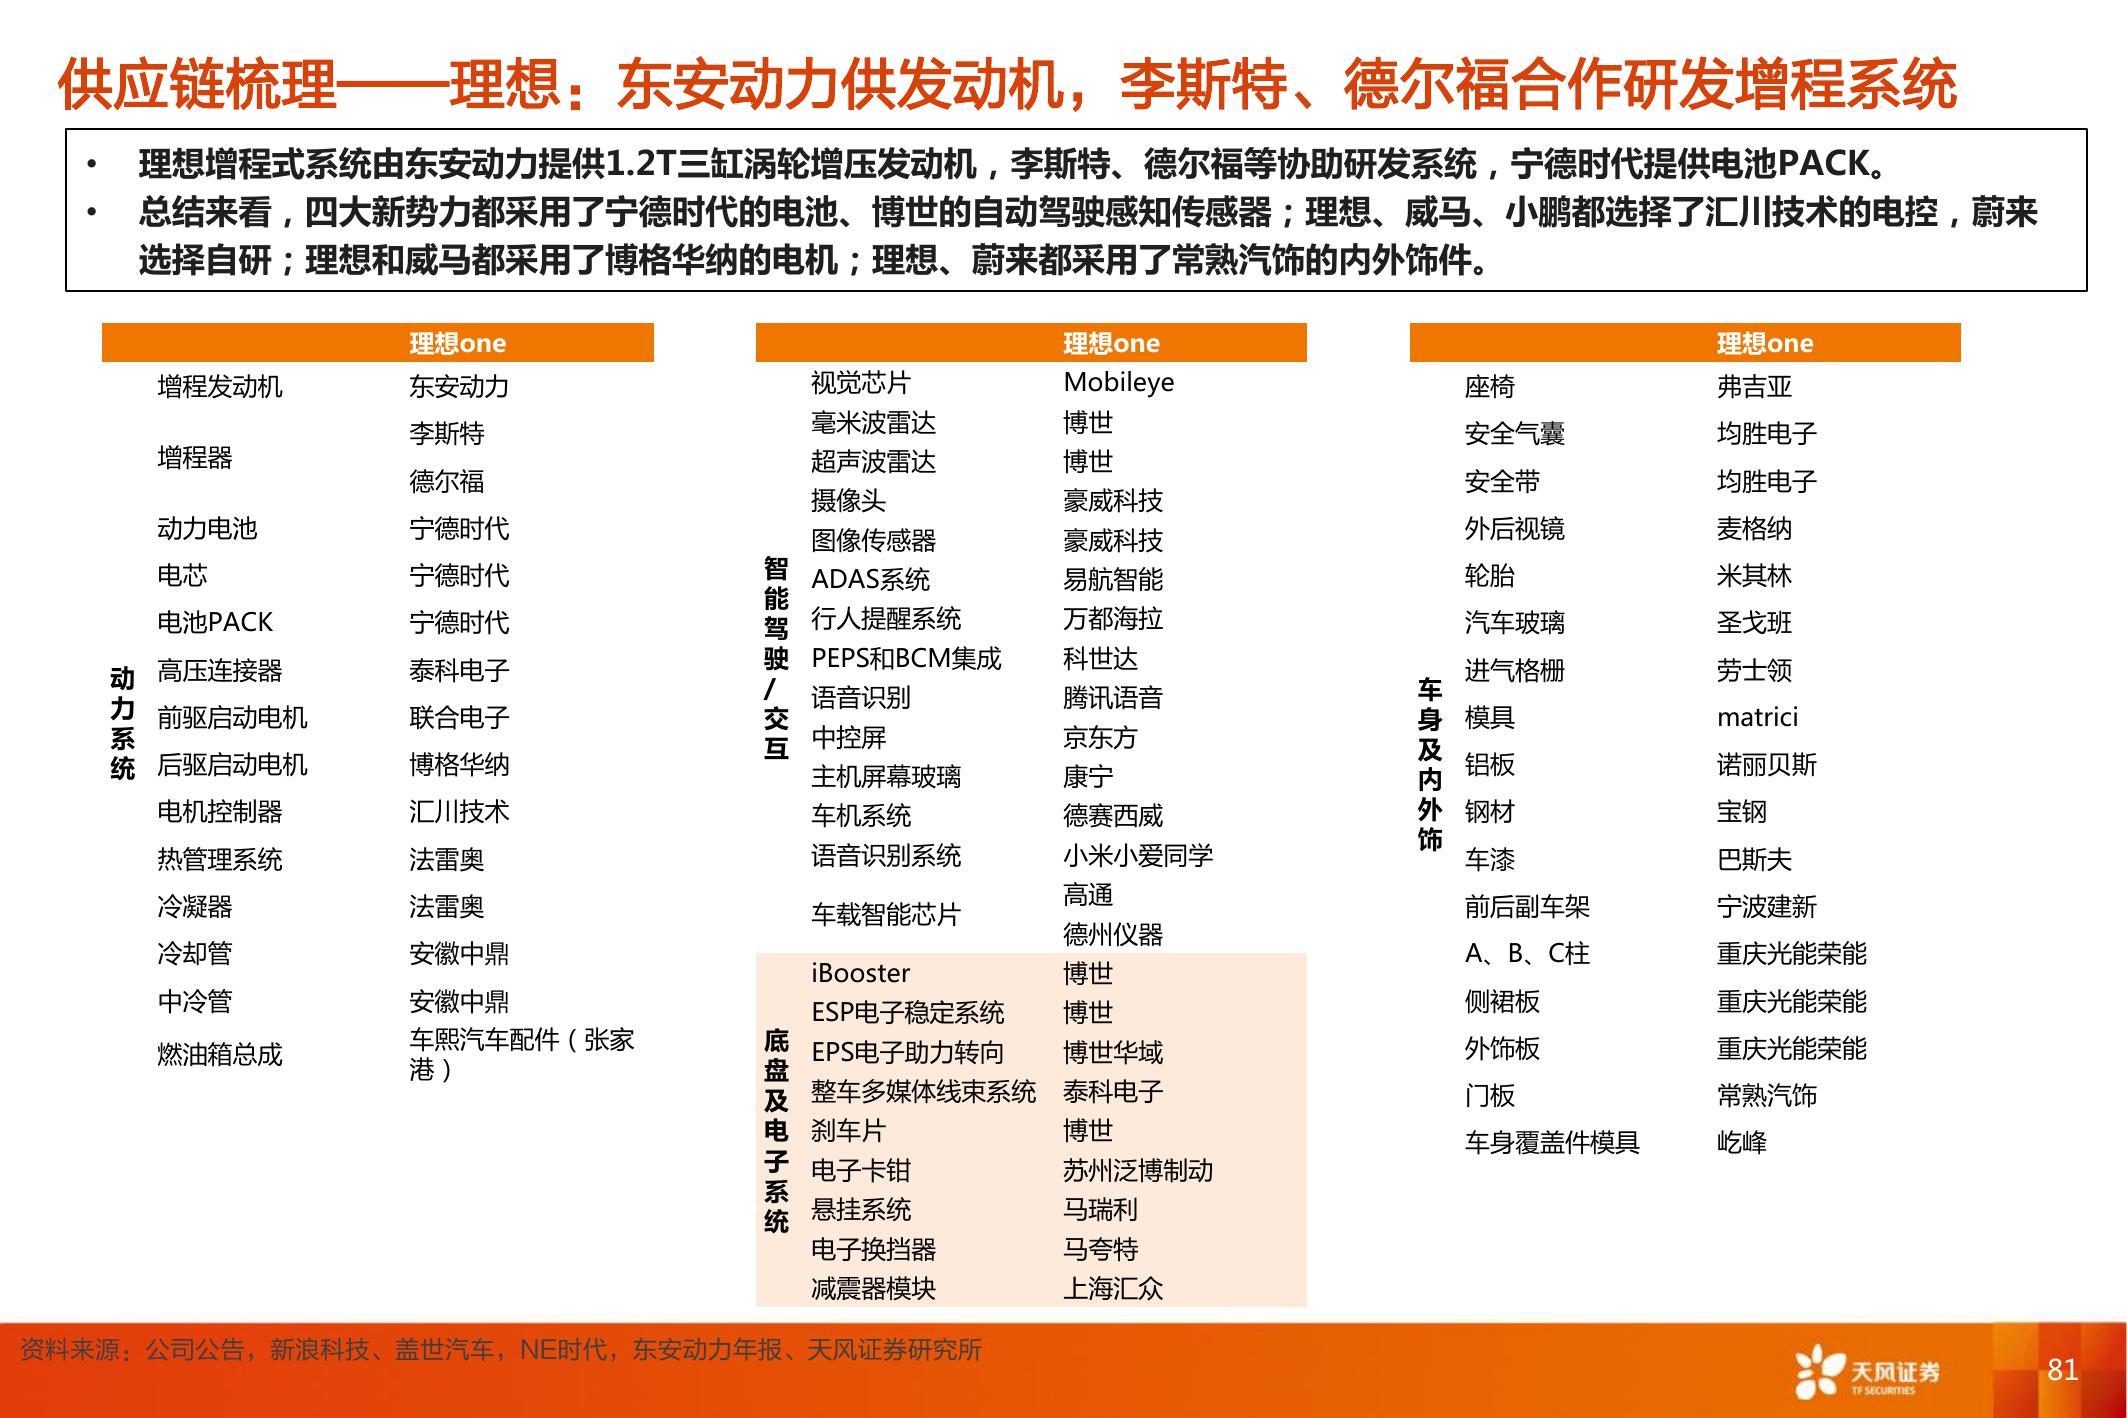 供应链梳理——理想：东安动力供发动机，李斯特、德尔福合作研发增程系统
• 理想增程式系统由东安动力提供1.2T三缸涡轮增压发动机，李斯特、德尔福等协助研发系统，宁德时代提供电池PACK。
• 总结来看，四大新势力都采用了宁德时代的电池、博世的自动驾驶感知传感器；理想、威马、小鹏都选择了汇川技术的电控，蔚来
选择自研；理想和威马都采用了博格华纳的电机；理想、蔚来都采用了常熟汽饰的内外饰件。
理想one
动力系统
增程发动机 东安动力
增程器 李斯特
德尔福
动力电池 宁德时代
电芯 宁德时代
电池PACK 宁德时代
高压连接器 泰科电子
前驱启动电机 联合电子
后驱启动电机 博格华纳
电机控制器 汇川技术
热管理系统 法雷奥
冷凝器 法雷奥
冷却管 安徽中鼎
中冷管 安徽中鼎
燃油箱总成 车熙汽车配件（张家
港）
理想one
智能驾驶/交互
视觉芯片 Mobileye
毫米波雷达 博世
超声波雷达 博世
摄像头 豪威科技
图像传感器 豪威科技
ADAS系统 易航智能
行人提醒系统 万都海拉
PEPS和BCM集成 科世达
语音识别 腾讯语音
中控屏 京东方
主机屏幕玻璃 康宁
车机系统 德赛西威
语音识别系统 小米小爱同学
车载智能芯片 高通
德州仪器
底盘及电子系统
iBooster 博世
ESP电子稳定系统 博世
EPS电子助力转向 博世华域
整车多媒体线束系统 泰科电子
刹车片 博世
电子卡钳 苏州泛博制动
悬挂系统 马瑞利
电子换挡器 马夸特
减震器模块 上海汇众
理想one
车身及内外饰
座椅 弗吉亚
安全气囊 均胜电子
安全带 均胜电子
外后视镜 麦格纳
轮胎 米其林
汽车玻璃 圣戈班
进气格栅 劳士领
模具 matrici
铝板 诺丽贝斯
钢材 宝钢
车漆 巴斯夫
前后副车架 宁波建新
A、B、C柱 重庆光能荣能
侧裙板 重庆光能荣能
外饰板 重庆光能荣能
门板 常熟汽饰
车身覆盖件模具 屹峰
资料来源：公司公告，新浪科技、盖世汽车，NE时代，东安动力年报、天风证券研究所
天风证券
TF SECURITIES
81